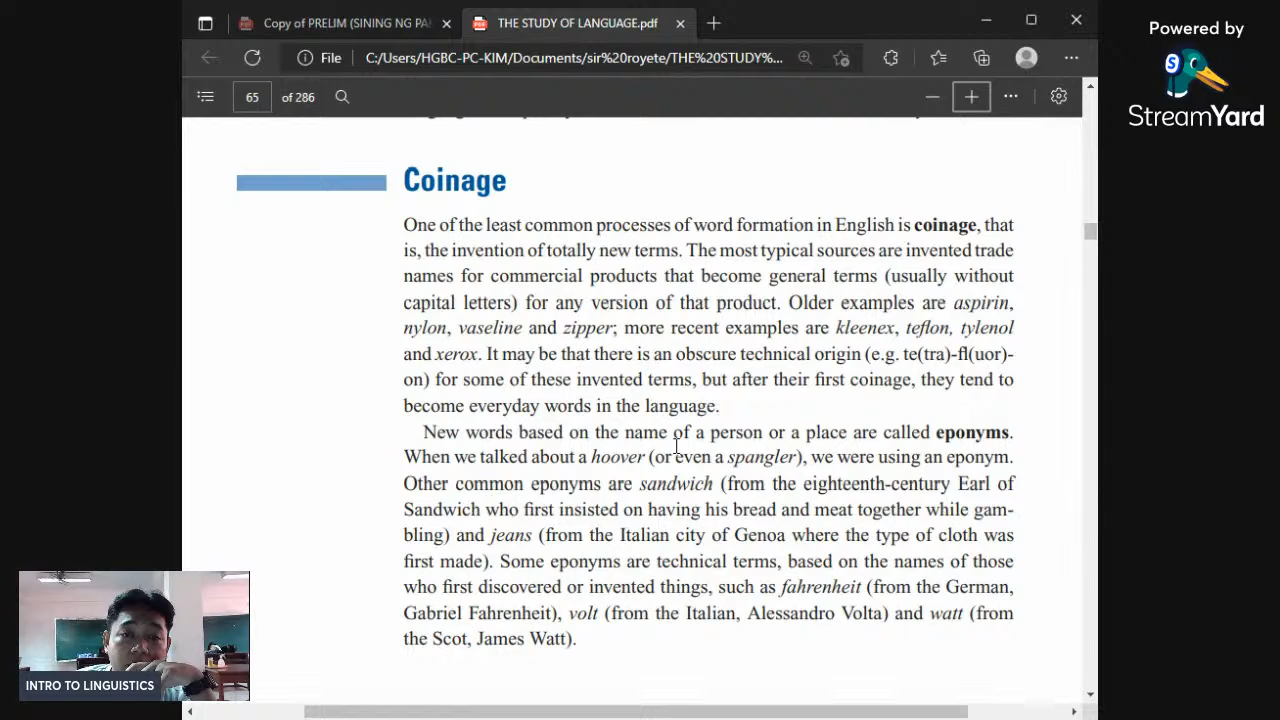 Copy of PRELIM (SINING NG PA
THE STUDY OF LANGUAGE.pdf
File
C:/Users/HGBC-PC-KIM/Documents/sir%20royete/THE%20STUDY%...
65
of 286
Coinage
One of the least common processes of word formation in English is coinage, that
is, the invention of totally new terms. The most typical sources are invented trade
names for commercial products that become general terms (usually without
capital letters) for any version of that product. Older examples are aspirin,
nylon, vaseline and zipper; more recent examples are kleenex, teflon, tylenol
and xerox. It may be that there is an obscure technical origin (e.g. te(tra)-fl(uor)-
on) for some of these invented terms, but after their first coinage, they tend to
become everyday words in the language.
New words based on the name of a person or a place are called eponyms.
When we talked about a hoover (or even a spangler), we were using an eponym.
Other common eponyms are sandwich (from the eighteenth-century Earl of
Sandwich who first insisted on having his bread and meat together while gam-
bling) and jeans (from the Italian city of Genoa where the type of cloth was
first made). Some eponyms are technical terms, based on the names of those
who first discovered or invented things, such as fahrenheit (from the German,
Gabriel Fahrenheit), volt (from the Italian, Alessandro Volta) and watt (from
the Scot, James Watt).
INTRO TO LINGUISTICS
Powered by
S
StreamYard